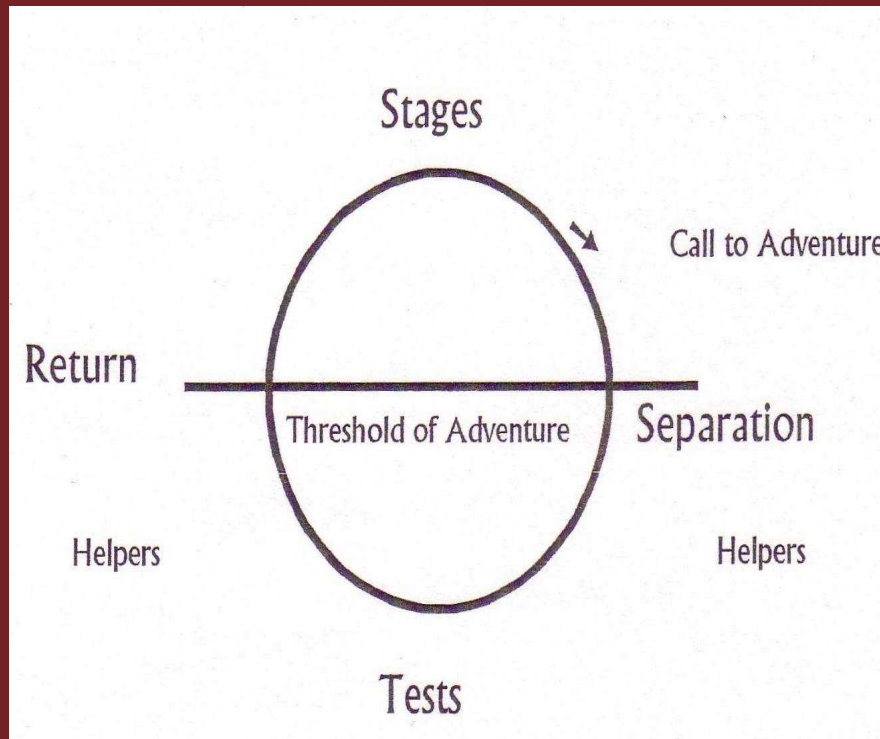 Stages
Call to Adventure
Return
Threshold of Adventure
Separation
Helpers
Helpers
Tests